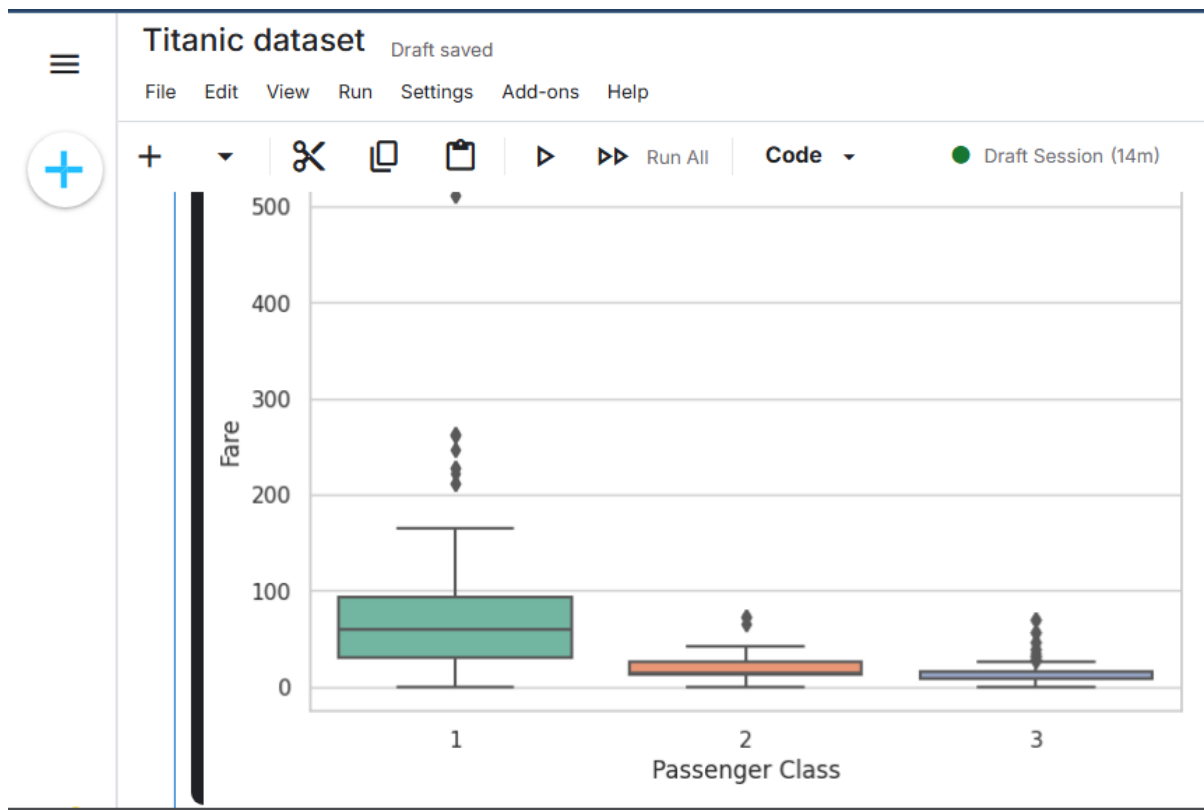 Titanic dataset Draft saved
File Edit View Run Settings Add-ons Help
Run All Code Draft Session (14m)
500
400
300
200
100
0
Fare
1 2 3
Passenger Class